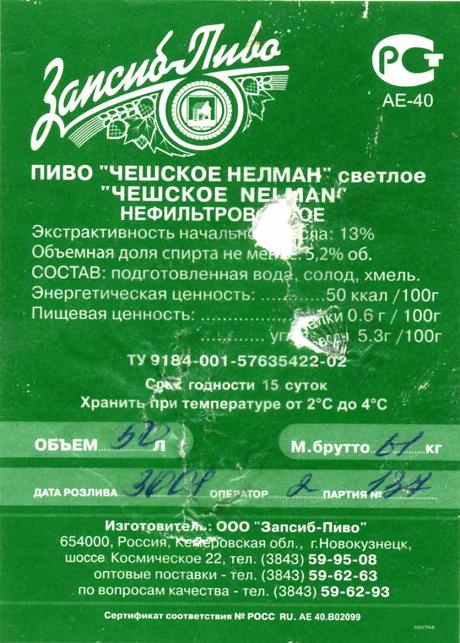 Запсиб-Пиво
РСТ
АЕ-40
ПИВО "ЧЕШСКОЕ НЕЛМАН" светлое
"ЧЕШСКОЕ NELMAN"
Экстрактивность 13%
Объемная доля спирта не менее 5,2% об.
СОСТАВ: подготовленная вода, солод, хмель.
Энергетическая ценность: ............ 50 ккал /100г
Пищевая ценность: ............ 0.6 г / 100г
5.3г /100г
ТУ 9184-001-57635422-02
Срок годности 15 суток
Хранить при температуре от 2°С до 4°С
ОБЪЕМ 50 Л М.брутто кг
ДАТА РОЗЛИВА ОПЕРАТОР 2 ПАРТИЯ № 137
Изготовитель: ООО "Запсиб-Пиво"
654000, Россия, Кемеровская обл., г.Новокузнецк,
шоссе Космическое 22, тел. (3843) 59-95-08
оптовые поставки - тел. (3843) 59-62-63
по вопросам качества - тел. (3843) 59-62-93
Сертификат соответствия № РОСС RU. АЕ 40.В02099